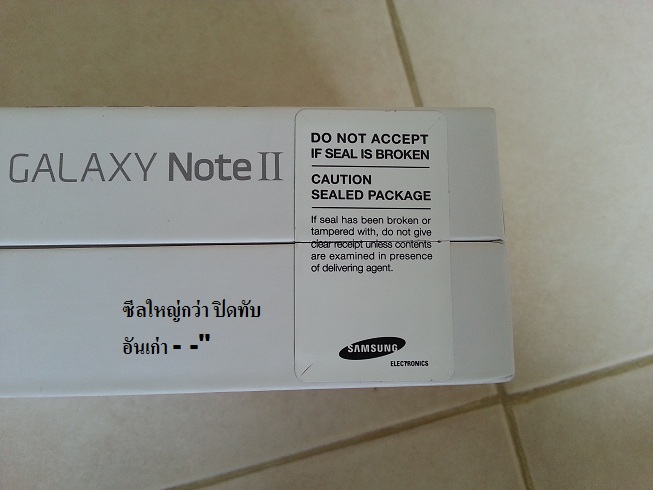 GALAXY Note II
DO NOT ACCEPT
IF SEAL IS BROKEN
CAUTION
SEALED PACKAGE
If seal has been broken or
tampered with, do not give
clear receipt unless contents
are examined in presence
of delivering agent.
ซีลใหญ่กว่า ปิดทับ
อันเก่า - -"
SAMSUNG
ELECTRONICS